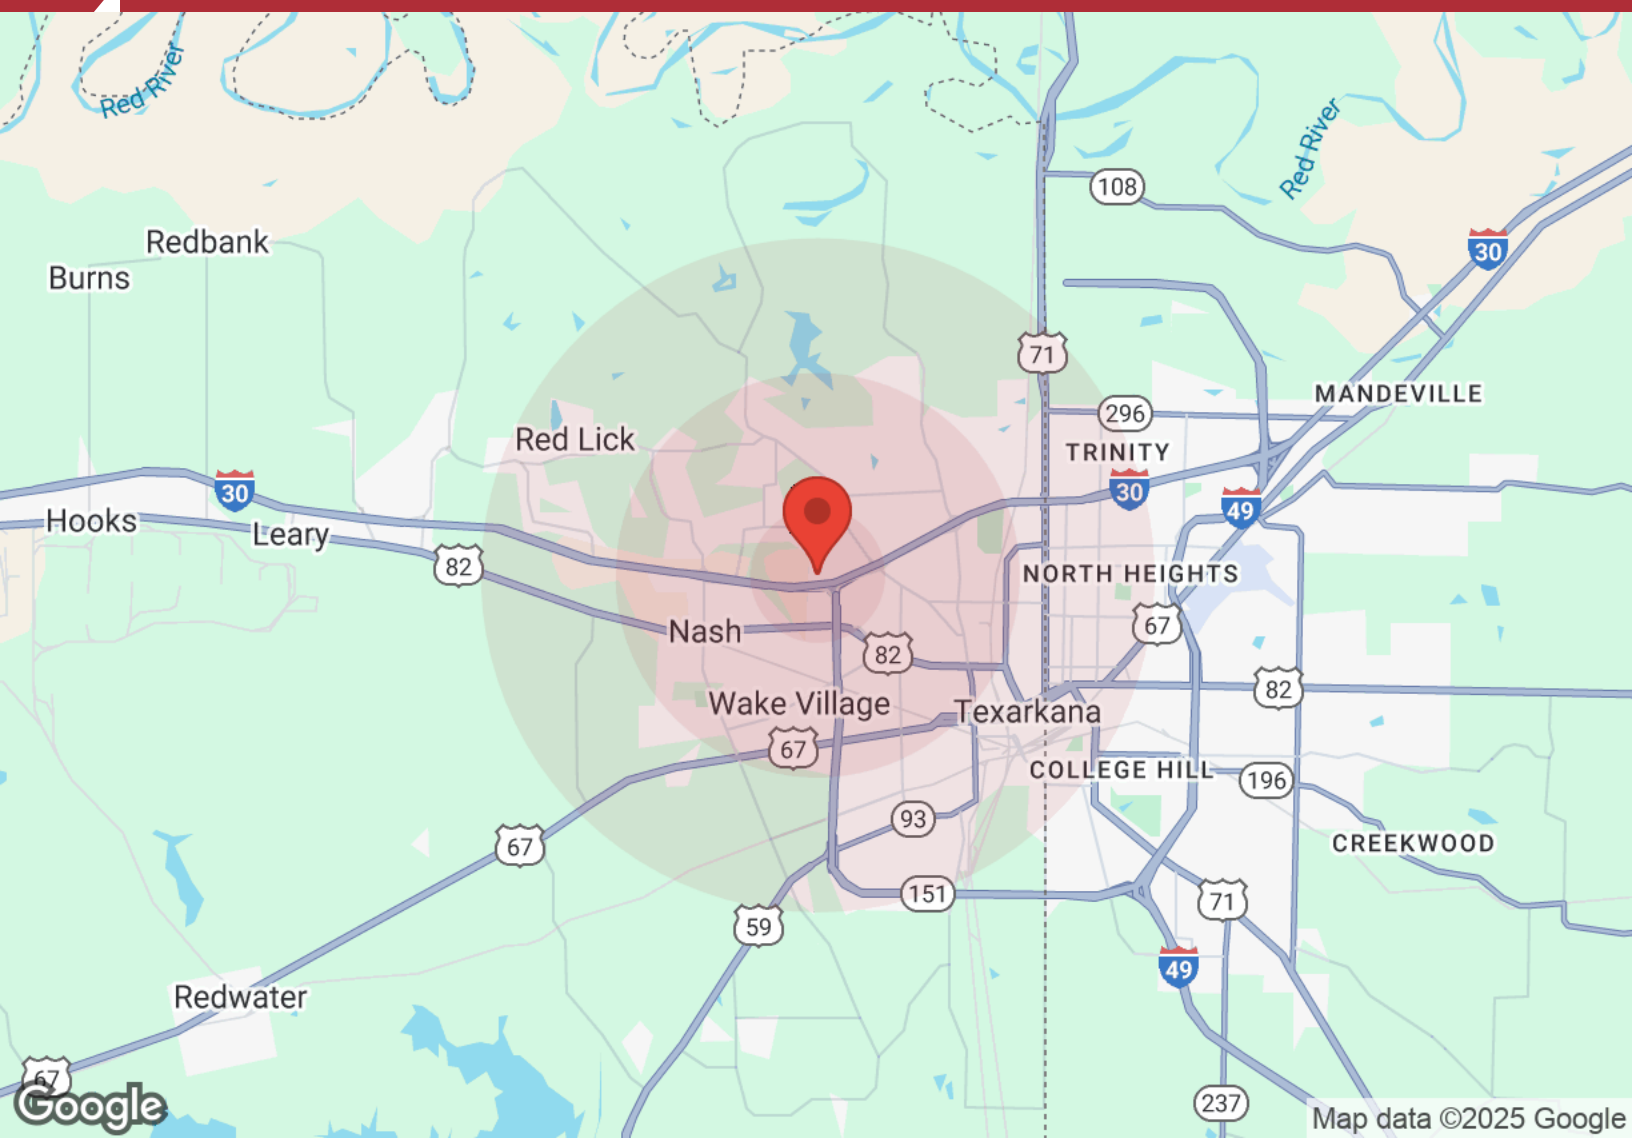 Red River
Red River
108
Redbank
30
Burns
71
MANDEVILLE
296
Red Lick
TRINITY
30
30
49
Hooks
Leary
82
NORTH HEIGHTS
67
Nash
82
82
Wake Village
Texarkana
67
COLLEGE HILL
196
93
67
CREEKWOOD
151
71
59
49
Redwater
67
237
Google
Map data ©2025 Google